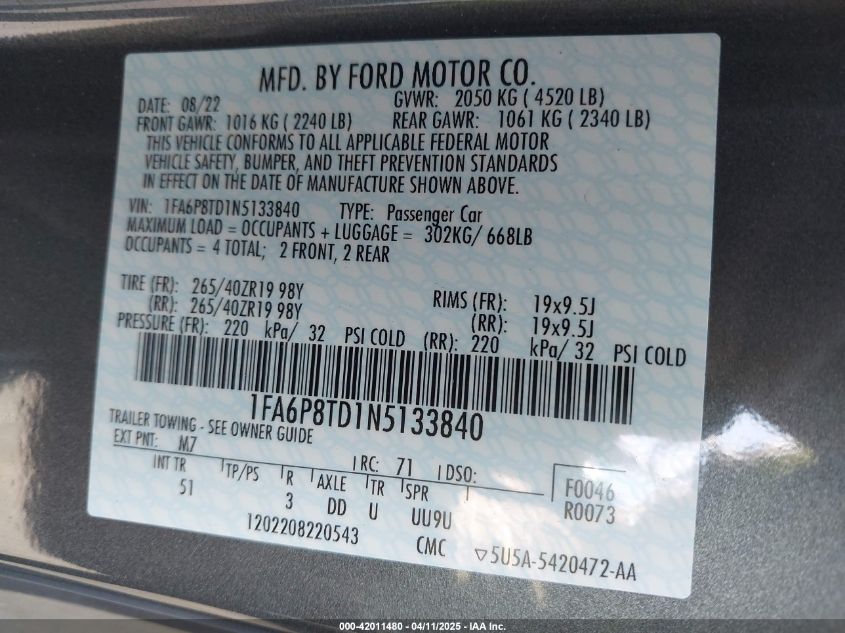 MFD. BY FORD MOTOR CO.
DATE: 08/22 GVWR: 2050 KG ( 4520 LB)
FRONT GAWR: 1016 KG ( 2240 LB) REAR GAWR: 1061 KG ( 2340 LB)
THIS VEHICLE CONFORMS TO ALL APPLICABLE FEDERAL MOTOR
VEHICLE SAFETY, BUMPER, AND THEFT PREVENTION STANDARDS
IN EFFECT ON THE DATE OF MANUFACTURE SHOWN ABOVE.
VIN: 1FA6P8TD1N5133840 TYPE: Passenger Car
MAXIMUM LOAD = OCCUPANTS + LUGGAGE = 302KG/ 668LB
OCCUPANTS = 4 TOTAL; 2 FRONT, 2 REAR
TIRE (FR): 265/40ZR19 98Y RIMS (FR): 19x9.5J
(RR): 265/40ZR19 98Y (RR): 19x9.5J
PRESSURE (FR): 220 kPa/ 32 PSI COLD (RR): 220 kPa/ 32 PSI COLD
1FA6P8TD1N5133840
TRAILER TOWING - SEE OWNER GUIDE
EXT PNT: M7 RC: 71 DSO:
INT TR TP/PS R AXLE TR SPR F0046
51 3 DD U UU9U R0073
1202208220543 CMC ▽5U5A-5420472-AA
000-42011480 - 04/11/2025 - IAA Inc.